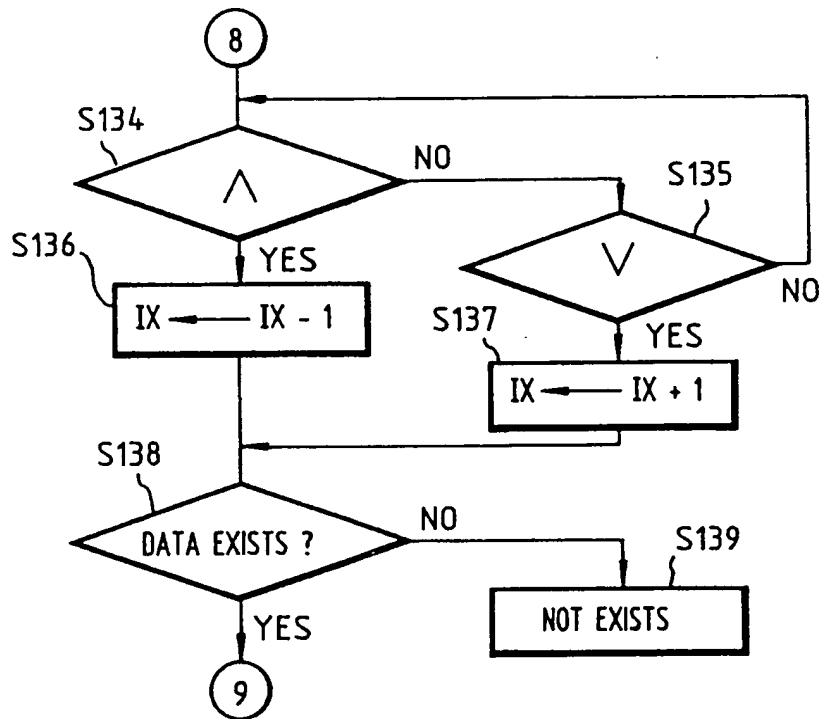 8
S134
∧
NO
S135
∨
NO
S136
YES
IX ← IX - 1
S137
YES
IX ← IX + 1
S138
DATA EXISTS ?
NO
S139
NOT EXISTS
YES
9